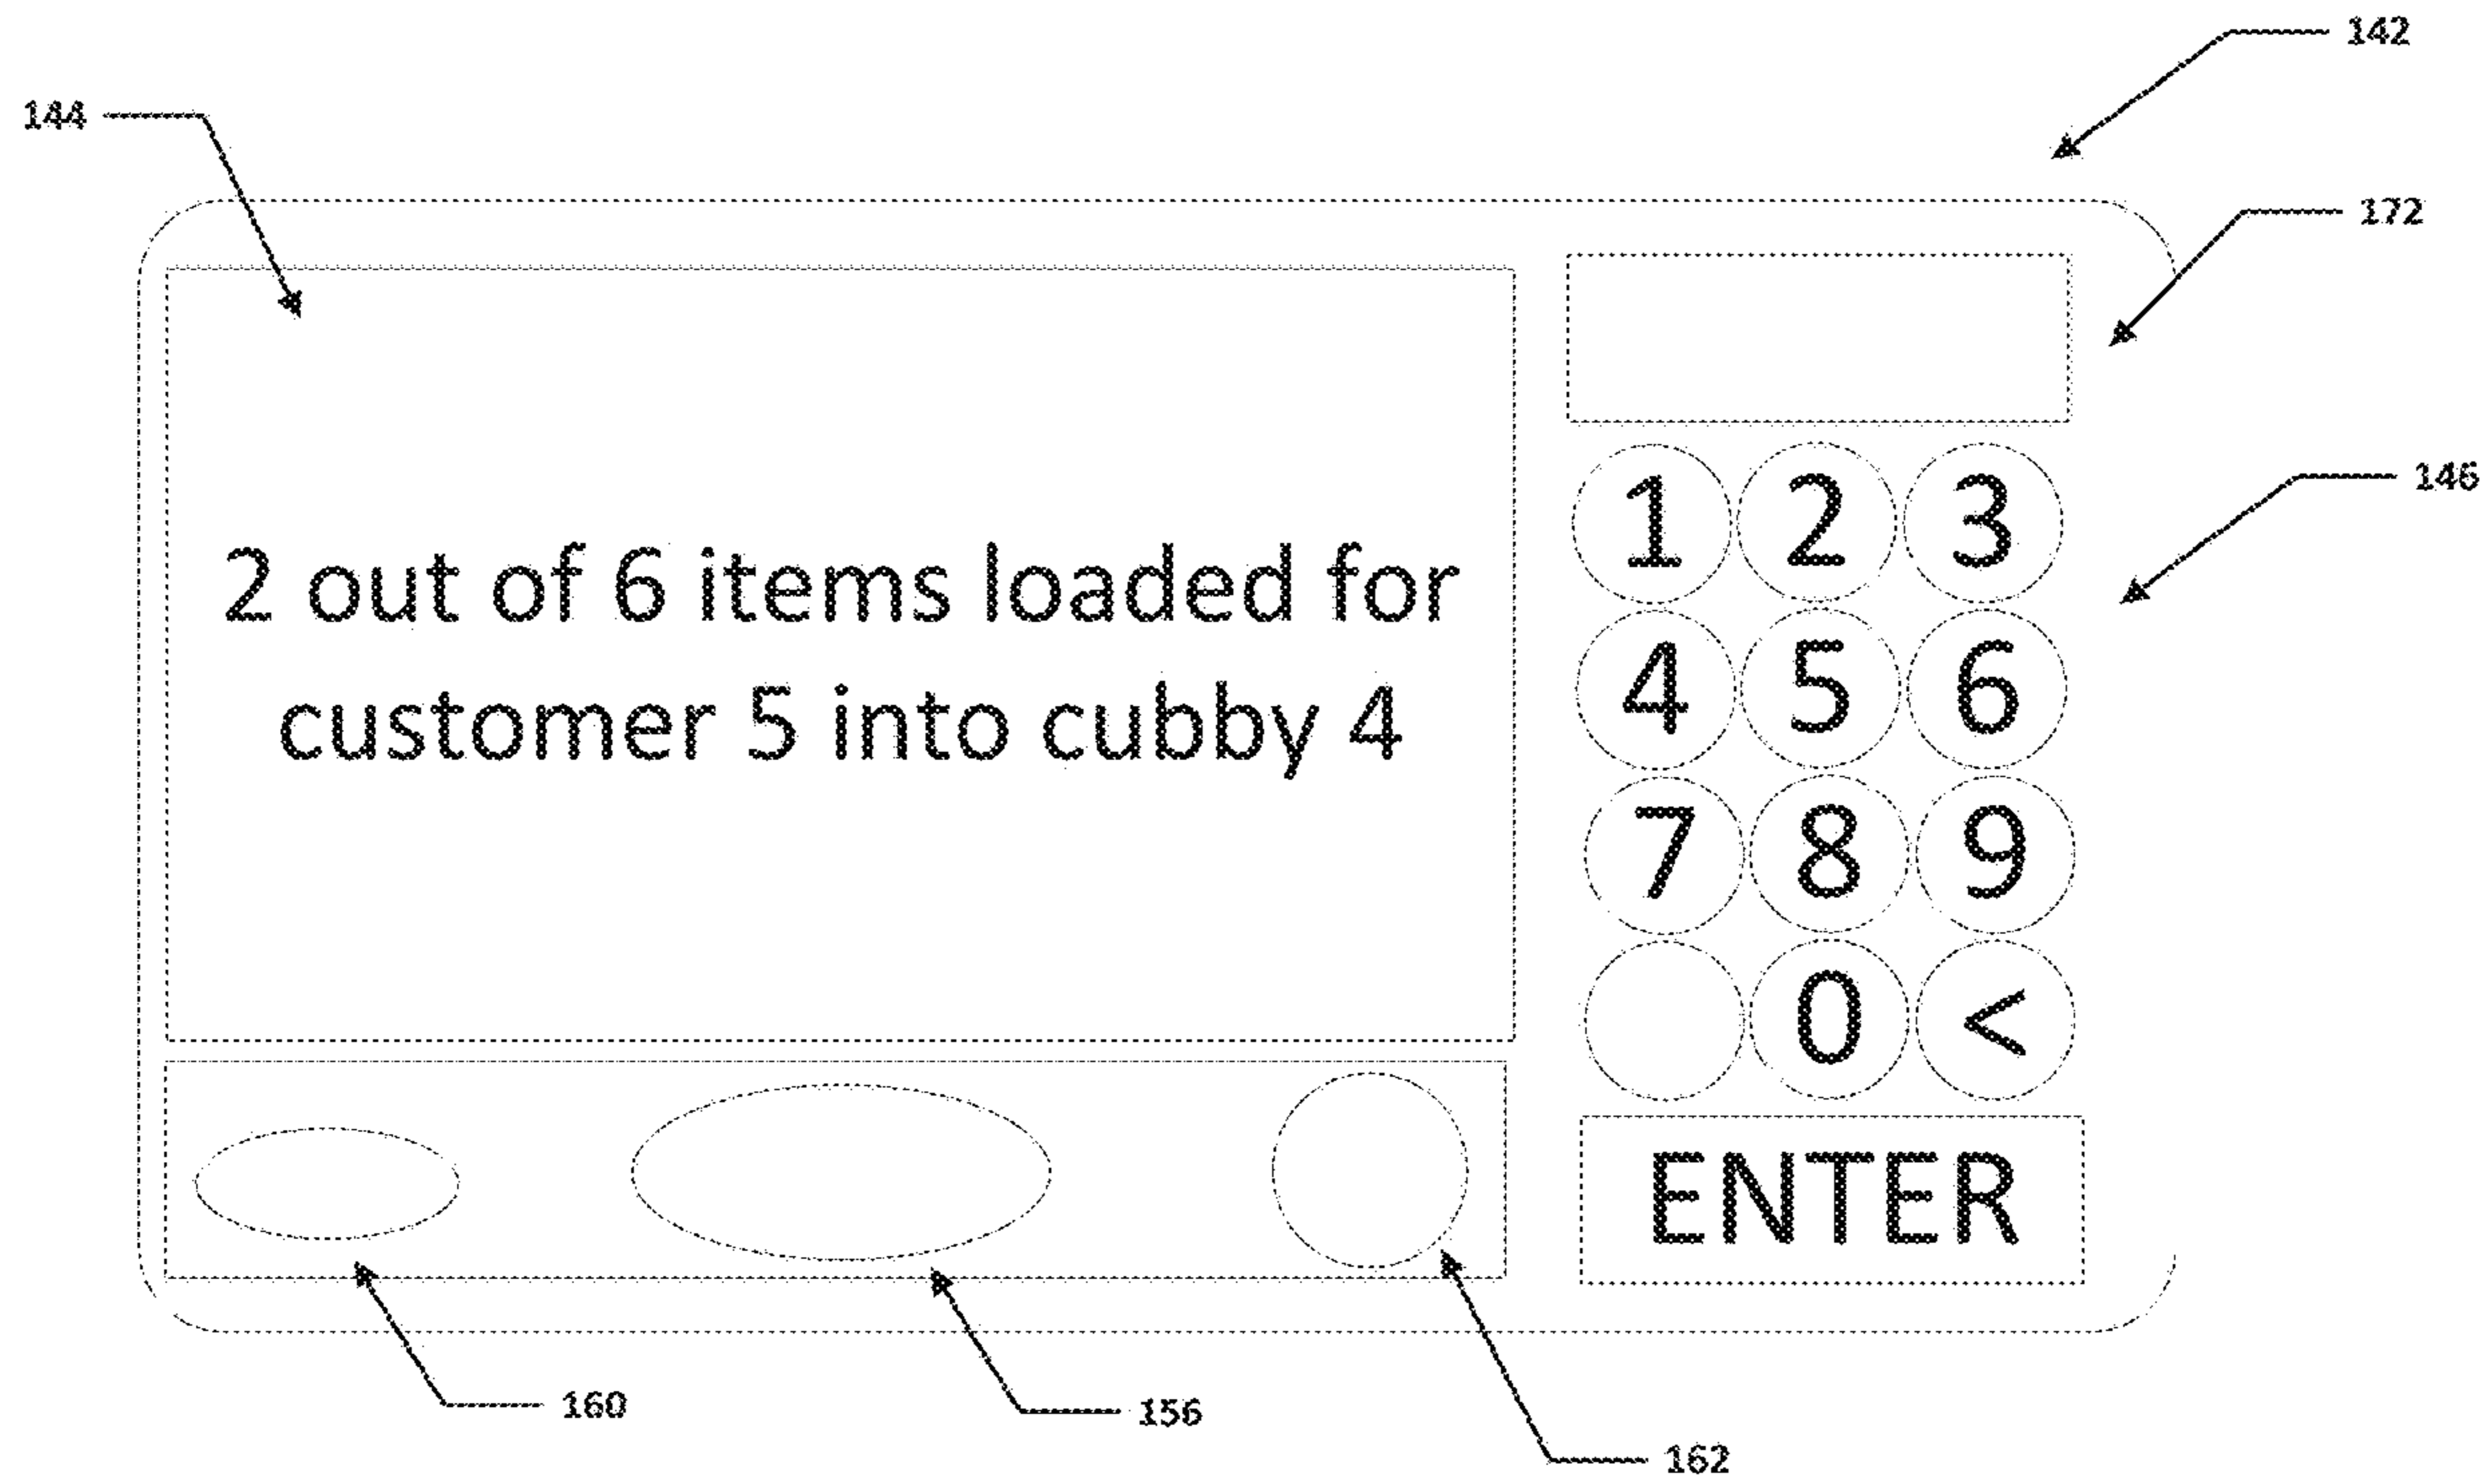 142
144
172
2 out of 6 items loaded for
customer 5 into cubby 4
1 2 3
146
4 5 6
7 8 9
0 <
ENTER
160
156
162